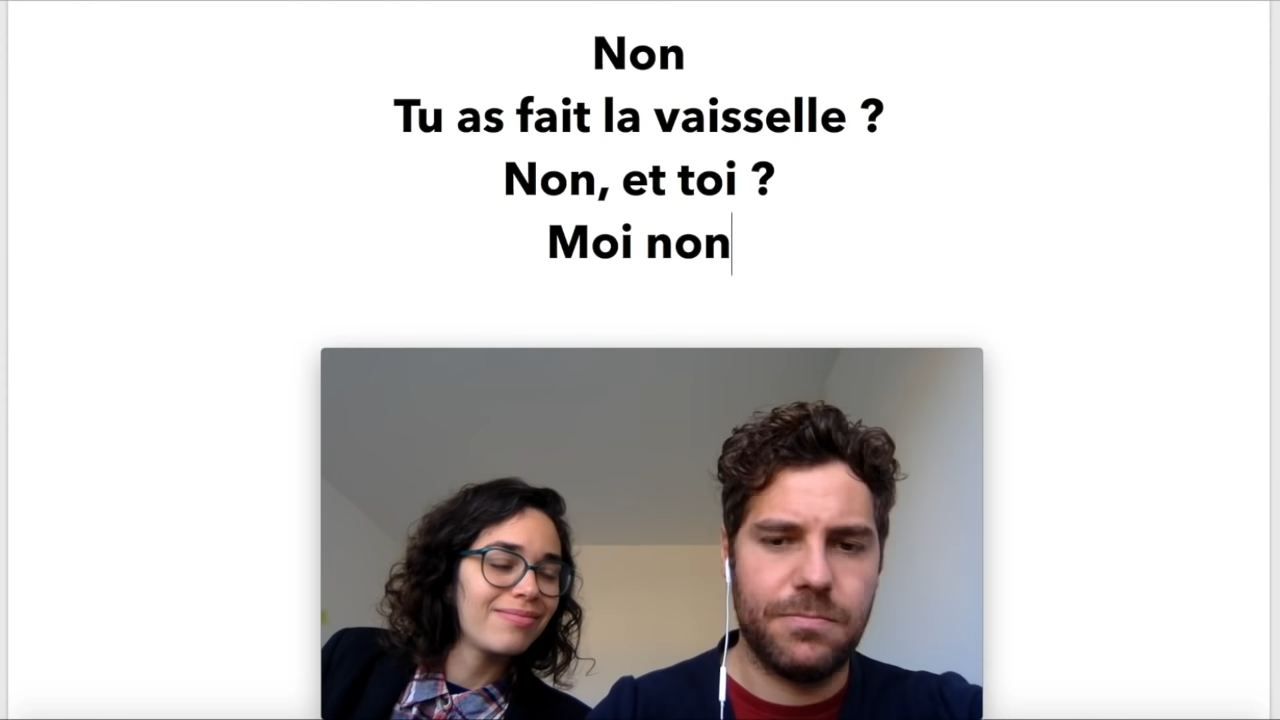 Non
Tu as fait la vaisselle ?
Non, et toi ?
Moi non